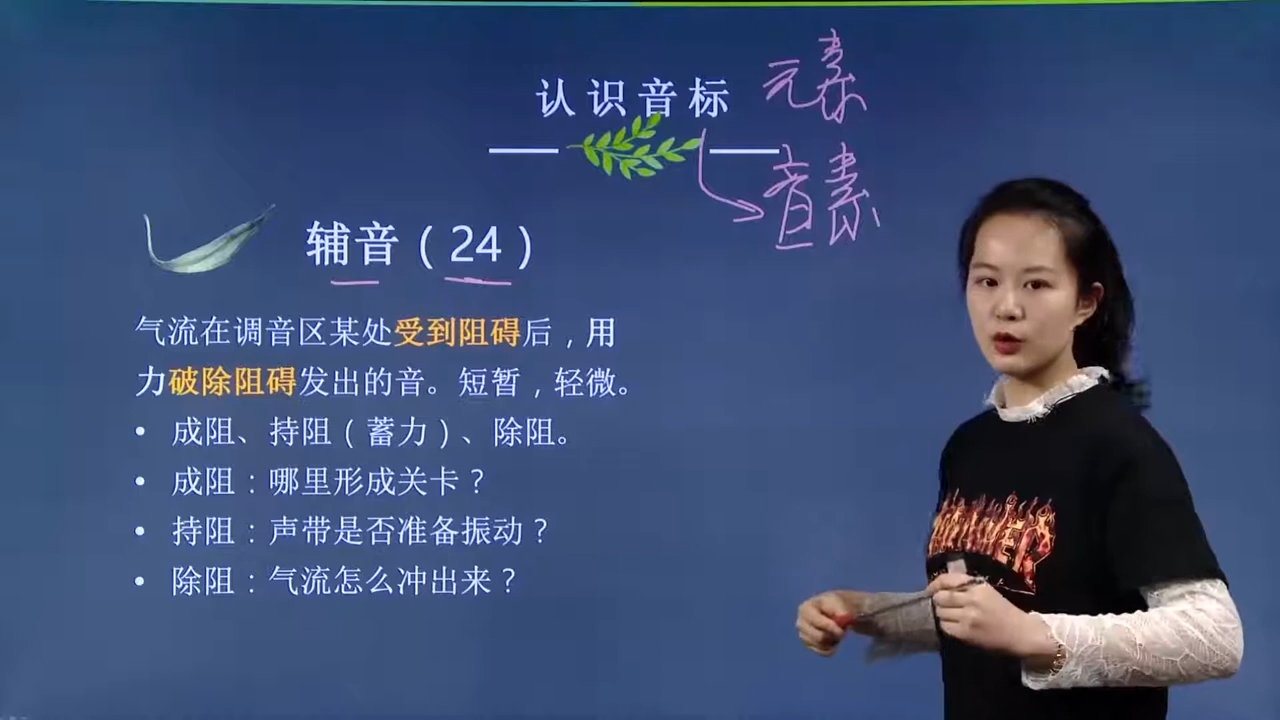 认识音标
元素
音素
辅音（24）
气流在调音区某处受到阻碍后，用
力破除阻碍发出的音。短暂，轻微。
• 成阻、持阻（蓄力）、除阻。
• 成阻：哪里形成关卡？
• 持阻：声带是否准备振动？
• 除阻：气流怎么冲出来？